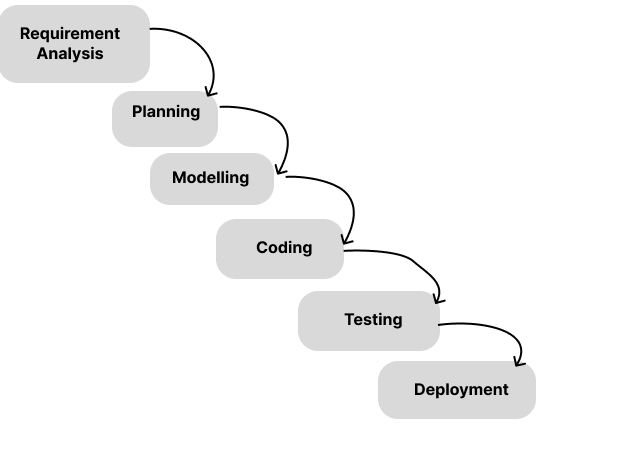 Requirement
Analysis
Planning
Modelling
Coding
Testing
Deployment